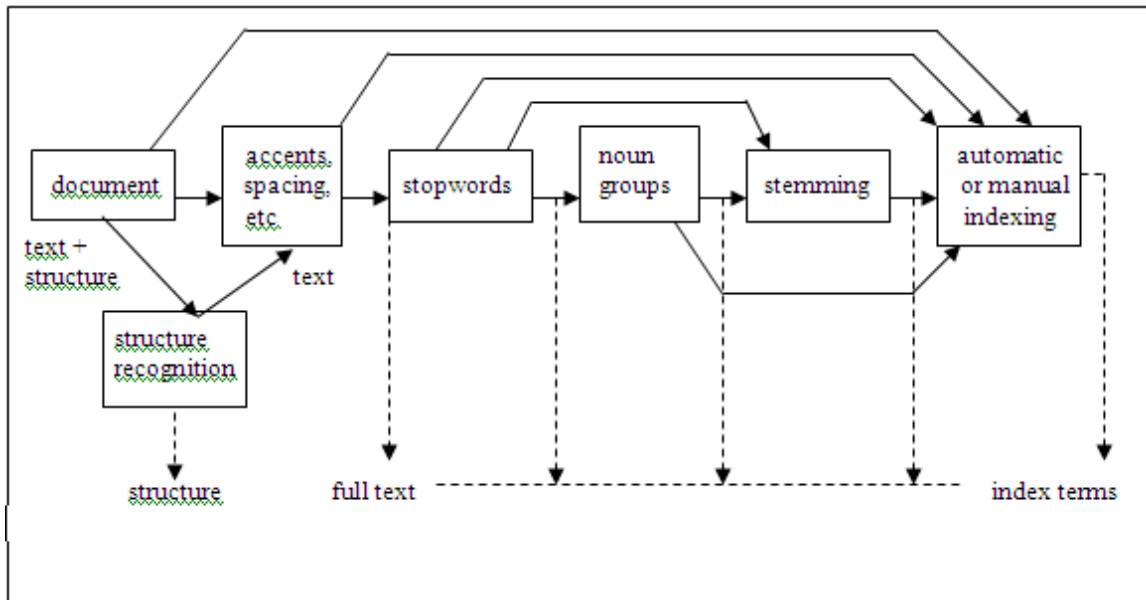 document
accents,
spacing,
etc.
stopwords
noun
groups
stemming
automatic
or manual
indexing
text +
structure
text
structure
recognition
structure
full text
index terms